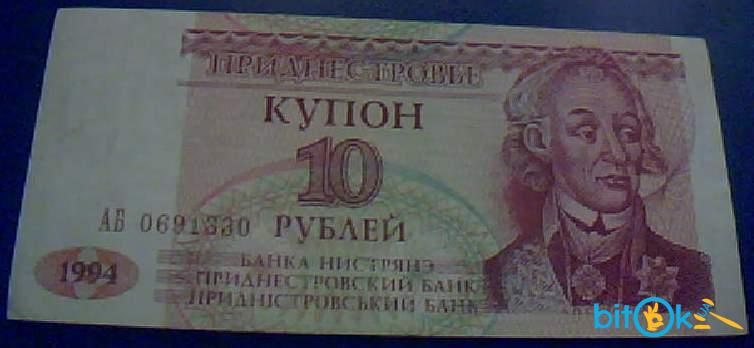 ПРИДНЕСТРОВЬЕ
КУПОН
10
АБ 0691330 РУБЛЕЙ
1994
БАНКА НИСТРЯНЭ
ПРИДНЕСТРОВСКИЙ БАНК
ПРИДНІСТРОВСЬКИЙ БАНК
bitOk